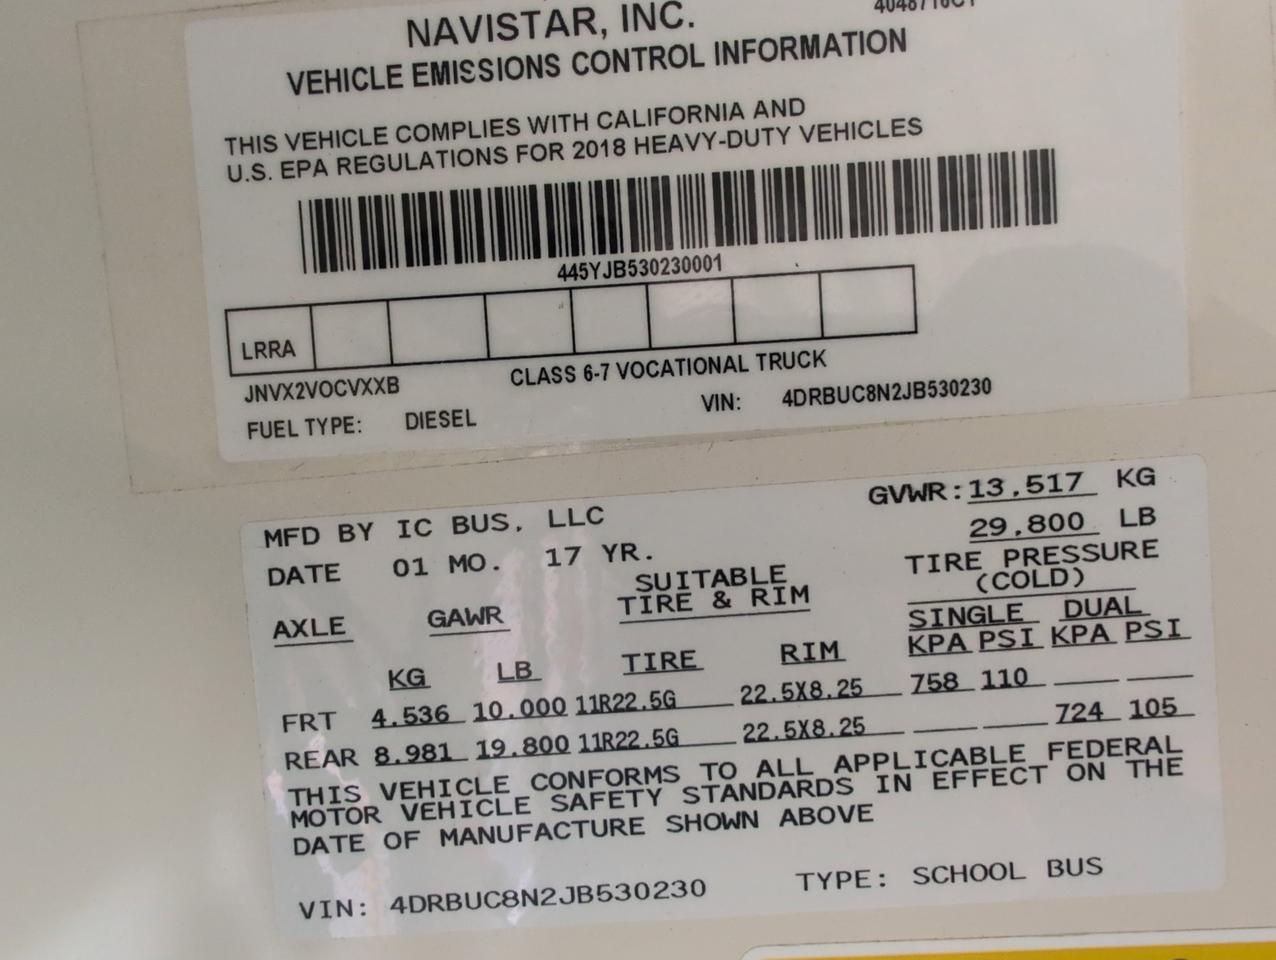 NAVISTAR, INC.
VEHICLE EMISSIONS CONTROL INFORMATION
THIS VEHICLE COMPLIES WITH CALIFORNIA AND
U.S. EPA REGULATIONS FOR 2018 HEAVY-DUTY VEHICLES
445YJB530230001
LRRA
JNVX2VOCVXXB CLASS 6-7 VOCATIONAL TRUCK
FUEL TYPE: DIESEL VIN: 4DRBUC8N2JB530230
MFD BY IC BUS, LLC GVWR: 13,517 KG
29,800 LB
DATE 01 MO. 17 YR.
SUITABLE TIRE PRESSURE
AXLE GAWR TIRE & RIM (COLD)
SINGLE DUAL
KG LB TIRE RIM KPA PSI KPA PSI
FRT 4.536 10.000 11R22.5G 22.5X8.25 758 110
REAR 8.981 19.800 11R22.5G 22.5X8.25 724 105
THIS VEHICLE CONFORMS TO ALL APPLICABLE FEDERAL
MOTOR VEHICLE SAFETY STANDARDS IN EFFECT ON THE
DATE OF MANUFACTURE SHOWN ABOVE
VIN: 4DRBUC8N2JB530230 TYPE: SCHOOL BUS